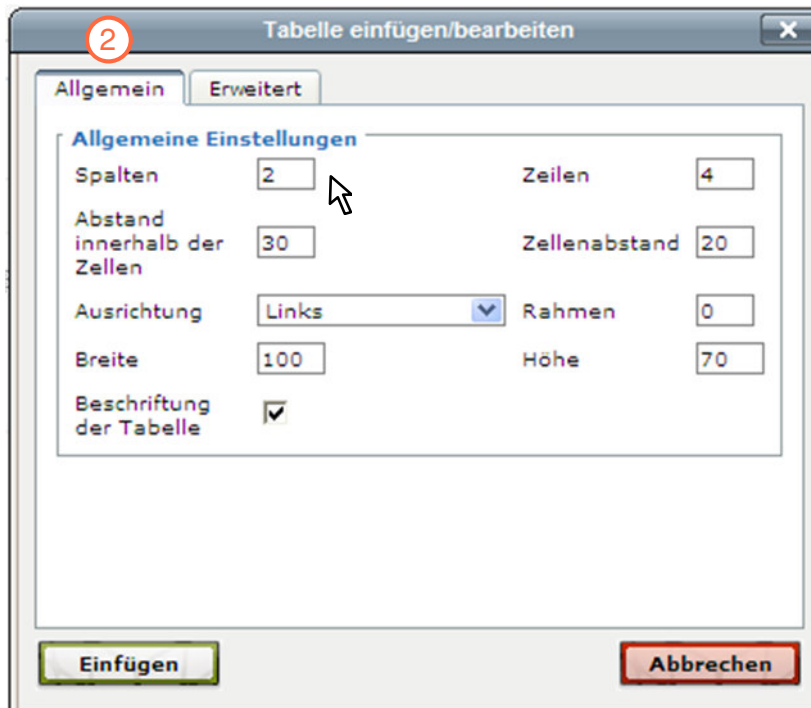 Tabelle einfügen/bearbeiten
2
Allgemein Erweitert
Allgemeine Einstellungen
Spalten 2 Zeilen 4
Abstand
innerhalb der 30 Zellenabstand 20
Zellen
Ausrichtung Links Rahmen 0
Breite 100 Höhe 70
Beschriftung
der Tabelle
Einfügen Abbrechen